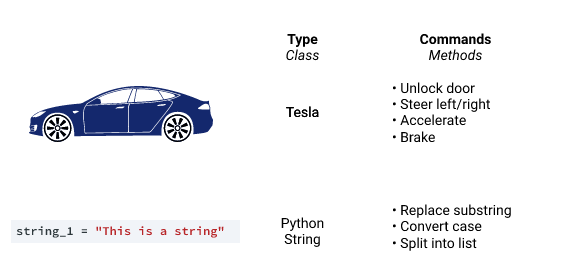 Type
Class
Commands
Methods
Tesla
• Unlock door
• Steer left/right
• Accelerate
• Brake
string_1 = "This is a string"
Python
String
• Replace substring
• Convert case
• Split into list